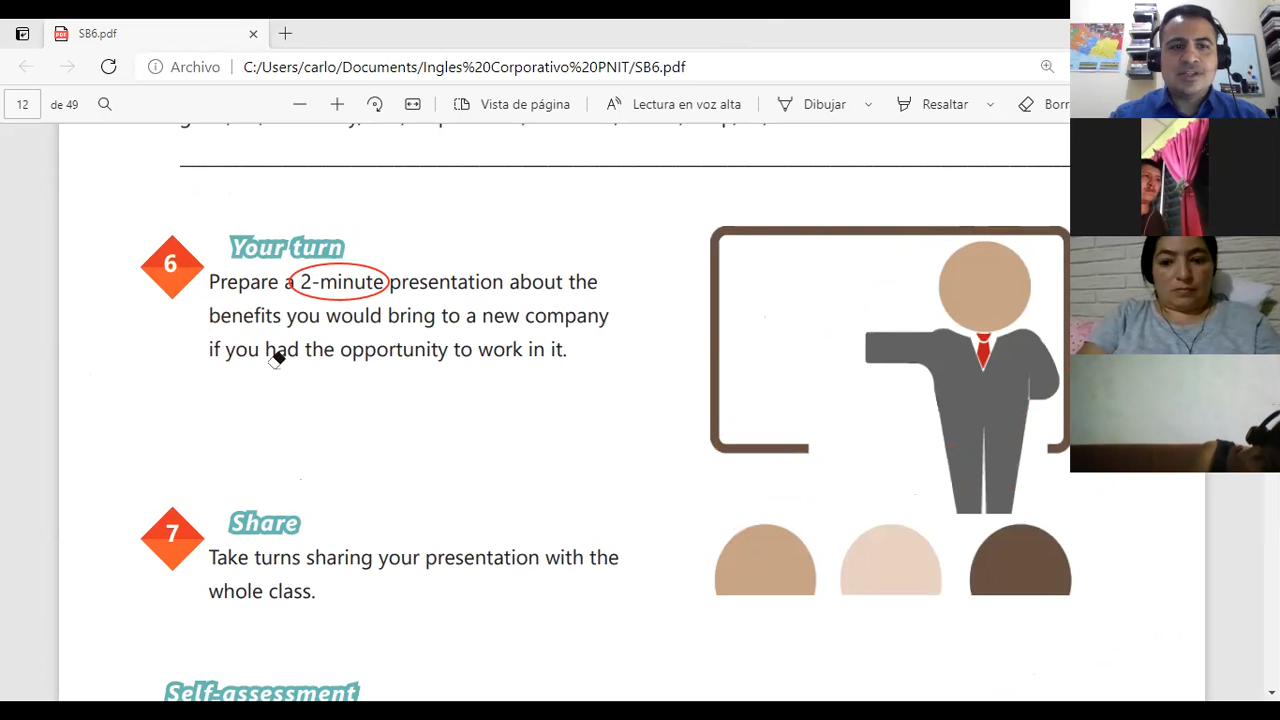 SB6.pdf
Archivo
C:/Users/carlo/Documents/Ingles%20Corporativo%20PNIT/SB6.pdf
12
de 49
Vista de página
Lectura en voz alta
Dibujar
Resaltar
Borr
6
Your turn
Prepare a 2-minute presentation about the
benefits you would bring to a new company
if you had the opportunity to work in it.
7
Share
Take turns sharing your presentation with the
whole class.
Self-assessment